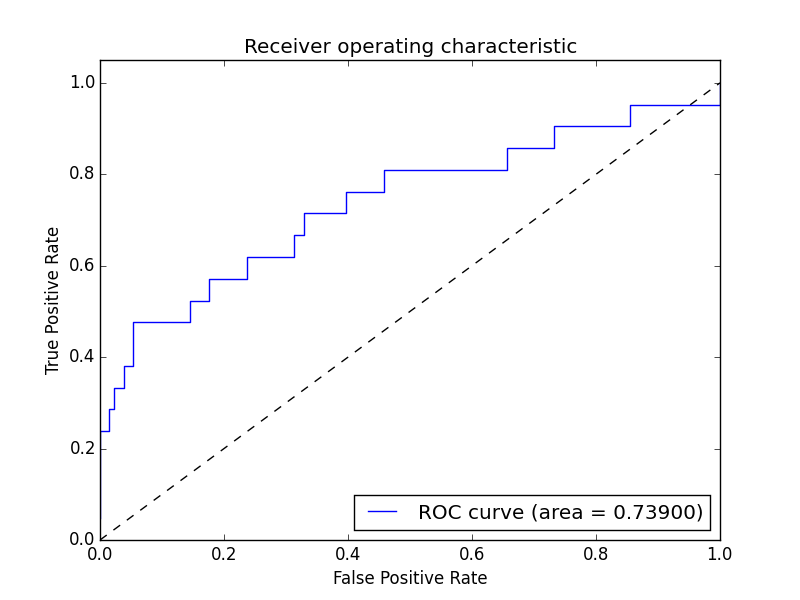 Receiver operating characteristic
1.0
0.8
0.6
0.4
0.2
0.0
True Positive Rate
ROC curve (area = 0.73900)
0.0 0.2 0.4 0.6 0.8 1.0
False Positive Rate